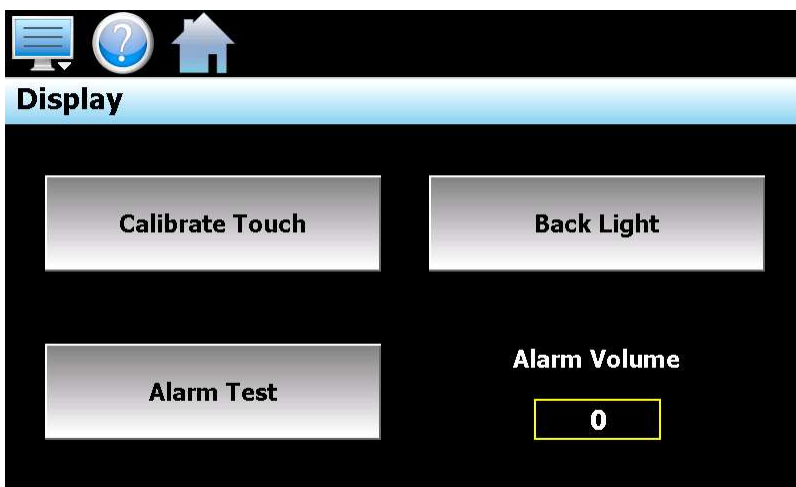 ?
Display
Calibrate Touch
Back Light
Alarm Test
Alarm Volume
0